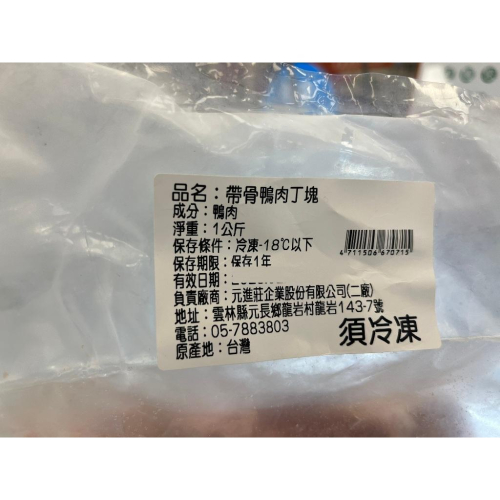 品名：帶骨鴨肉丁塊
成分：鴨肉
淨重：1公斤
保存條件：冷凍-18℃以下
保存期限：保存1年
有效日期：
負責廠商：元進莊企業股份有限公司(二廠)
地址：雲林縣元長鄉龍岩村龍岩143-7號
電話：05-7883803
原產地：台灣
4711506670715
須冷凍